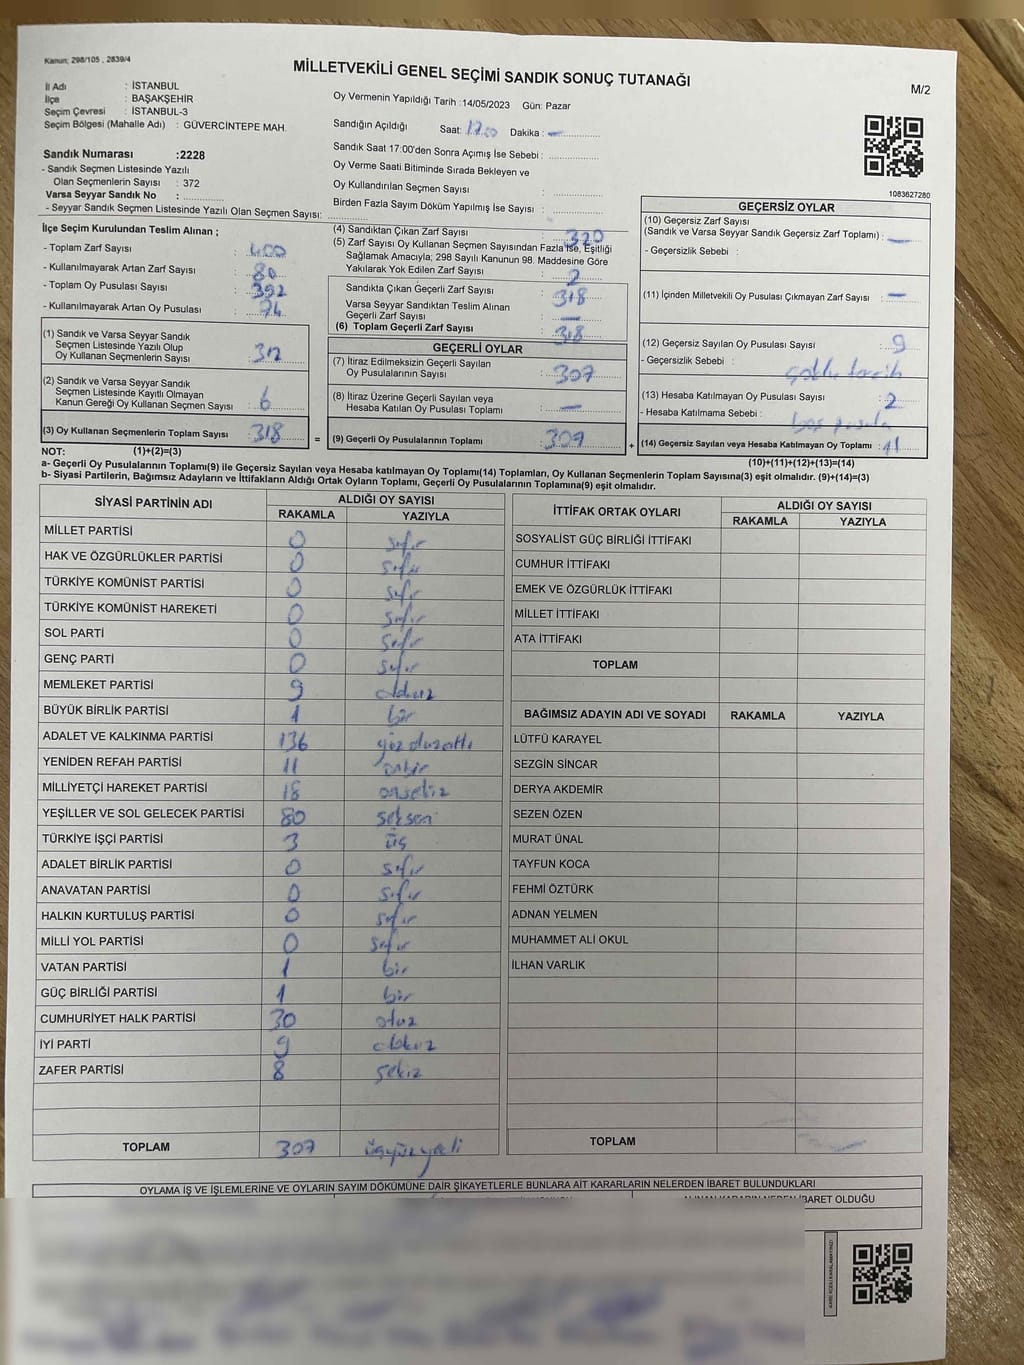 Kanun; 298/105 , 2839/4
MİLLETVEKİLİ GENEL SEÇİMİ SANDIK SONUÇ TUTANAĞI
M/2
İl Adı : İSTANBUL
İlçe : BAŞAKŞEHİR
Seçim Çevresi : İSTANBUL-3
Seçim Bölgesi (Mahalle Adı) : GÜVERCİNTEPE MAH.
Oy Vermenin Yapıldığı Tarih :14/05/2023 Gün: Pazar
Sandığın Açıldığı Saat: 17.00 Dakika : —
Sandık Saat 17:00'den Sonra Açımış İse Sebebi :
Oy Verme Saati Bitiminde Sırada Bekleyen ve
Oy Kullandırılan Seçmen Sayısı :
Birden Fazla Sayım Döküm Yapılmış İse Sayısı :
Sandık Numarası :2228
- Sandık Seçmen Listesinde Yazılı
Olan Seçmenlerin Sayısı : 372
Varsa Seyyar Sandık No :
- Seyyar Sandık Seçmen Listesinde Yazılı Olan Seçmen Sayısı:
1083627280
İlçe Seçim Kurulundan Teslim Alınan ;
- Toplam Zarf Sayısı : 400
- Kullanılmayarak Artan Zarf Sayısı : 80
- Toplam Oy Pusulası Sayısı : 392
- Kullanılmayarak Artan Oy Pusulası : 74
(1) Sandık ve Varsa Seyyar Sandık
Seçmen Listesinde Yazılı Olup
Oy Kullanan Seçmenlerin Sayısı : 312
(2) Sandık ve Varsa Seyyar Sandık
Seçmen Listesinde Kayıtlı Olmayan
Kanun Gereği Oy Kullanan Seçmen Sayısı : 6
(3) Oy Kullanan Seçmenlerin Toplam Sayısı : 318
(4) Sandıktan Çıkan Zarf Sayısı : 320
(5) Zarf Sayısı Oy Kullanan Seçmen Sayısından Fazla İse, Eşitliği
Sağlamak Amacıyla; 298 Sayılı Kanunun 98. Maddesine Göre
Yakılarak Yok Edilen Zarf Sayısı : 2
Sandıkta Çıkan Geçerli Zarf Sayısı : 318
Varsa Seyyar Sandıktan Teslim Alınan
Geçerli Zarf Sayısı : —
(6) Toplam Geçerli Zarf Sayısı : 318
GEÇERLİ OYLAR
(7) İtiraz Edilmeksizin Geçerli Sayılan
Oy Pusulalarının Sayısı : 307
(8) İtiraz Üzerine Geçerli Sayılan veya
Hesaba Katılan Oy Pusulası Toplamı : —
= (9) Geçerli Oy Pusulalarının Toplamı : 307
GEÇERSİZ OYLAR
(10) Geçersiz Zarf Sayısı
(Sandık ve Varsa Seyyar Sandık Geçersiz Zarf Toplamı) : —
- Geçersizlik Sebebi :
(11) İçinden Milletvekili Oy Pusulası Çıkmayan Zarf Sayısı : —
(12) Geçersiz Sayılan Oy Pusulası Sayısı : 9
- Geçersizlik Sebebi : çoklu tercih
(13) Hesaba Katılmayan Oy Pusulası Sayısı : 2
- Hesaba Katılmama Sebebi : boş pusula
+ (14) Geçersiz Sayılan veya Hesaba Katılmayan Oy Toplamı : 11
NOT: (1)+(2)=(3)
(10)+(11)+(12)+(13)=(14)
a- Geçerli Oy Pusulalarının Toplamı(9) ile Geçersiz Sayılan veya Hesaba katılmayan Oy Toplamı(14) Toplamları, Oy Kullanan Seçmenlerin Toplam Sayısına(3) eşit olmalıdır. (9)+(14)=(3)
b- Siyasi Partilerin, Bağımsız Adayların ve İttifakların Aldığı Ortak Oyların Toplamı, Geçerli Oy Pusulalarının Toplamına(9) eşit olmalıdır.
SİYASİ PARTİNİN ADI ALDIĞI OY SAYISI
RAKAMLA YAZIYLA
MİLLET PARTİSİ 0 sıfır
HAK VE ÖZGÜRLÜKLER PARTİSİ 0 sıfır
TÜRKİYE KOMÜNİST PARTİSİ 0 sıfır
TÜRKİYE KOMÜNİST HAREKETİ 0 sıfır
SOL PARTİ 0 sıfır
GENÇ PARTİ 0 sıfır
MEMLEKET PARTİSİ 9 dokuz
BÜYÜK BİRLİK PARTİSİ 1 bir
ADALET VE KALKINMA PARTİSİ 136 yüz otuzaltı
YENİDEN REFAH PARTİSİ 11 onbir
MİLLİYETÇİ HAREKET PARTİSİ 18 onsekiz
YEŞİLLER VE SOL GELECEK PARTİSİ 80 seksen
TÜRKİYE İŞÇİ PARTİSİ 3 üç
ADALET BİRLİK PARTİSİ 0 sıfır
ANAVATAN PARTİSİ 0 sıfır
HALKIN KURTULUŞ PARTİSİ 0 sıfır
MİLLİ YOL PARTİSİ 0 sıfır
VATAN PARTİSİ 1 bir
GÜÇ BİRLİĞİ PARTİSİ 1 bir
CUMHURİYET HALK PARTİSİ 30 otuz
İYİ PARTİ 9 dokuz
ZAFER PARTİSİ 8 sekiz
TOPLAM 307 üçyüzyedi
İTTİFAK ORTAK OYLARI ALDIĞI OY SAYISI
RAKAMLA YAZIYLA
SOSYALİST GÜÇ BİRLİĞİ İTTİFAKI
CUMHUR İTTİFAKI
EMEK VE ÖZGÜRLÜK İTTİFAKI
MİLLET İTTİFAKI
ATA İTTİFAKI
TOPLAM
BAĞIMSIZ ADAYIN ADI VE SOYADI RAKAMLA YAZIYLA
LÜTFÜ KARAYEL
SEZGİN SİNCAR
DERYA AKDEMİR
SEZEN ÖZEN
MURAT ÜNAL
TAYFUN KOCA
FEHMİ ÖZTÜRK
ADNAN YELMEN
MUHAMMET ALİ OKUL
İLHAN VARLIK
TOPLAM
OYLAMA İŞ VE İŞLEMLERİNE VE OYLARIN SAYIM DÖKÜMÜNE DAİR ŞİKAYETLERLE BUNLARA AİT KARARLARIN NELERDEN İBARET BULUNDUKLARI
ALINAN KARARIN NEDEN İBARET OLDUĞU